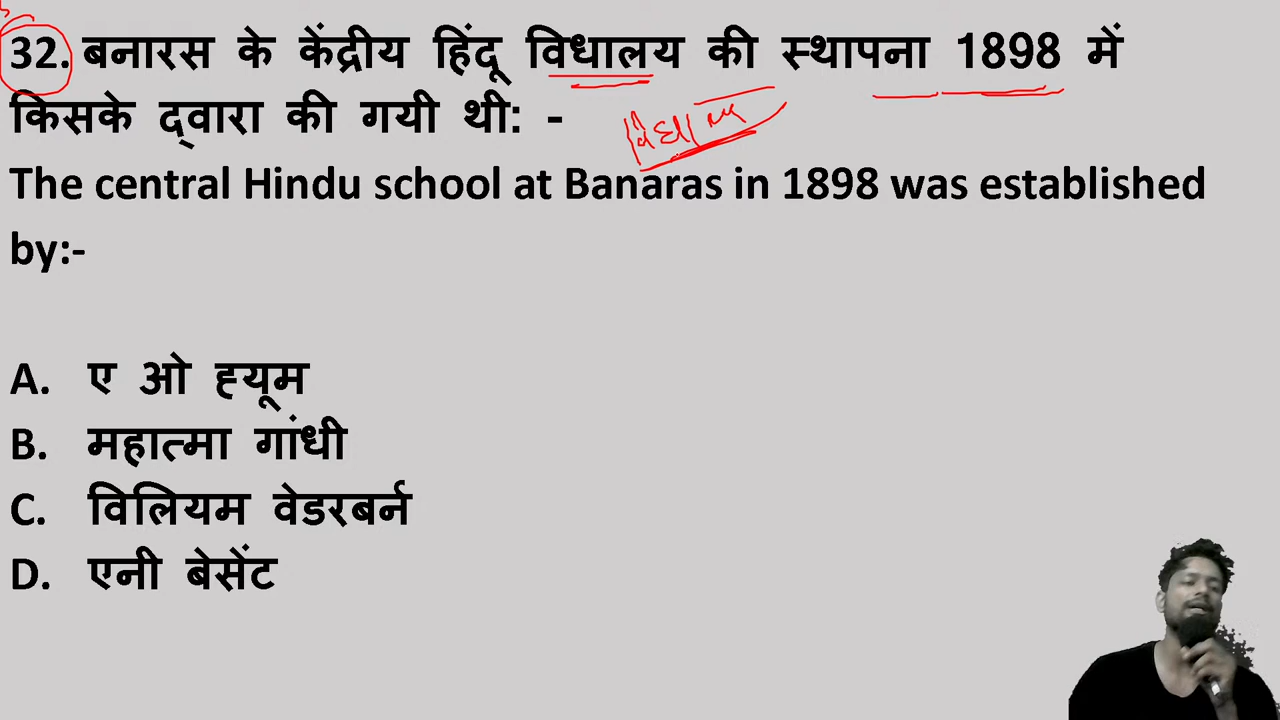 32. बनारस के केंद्रीय हिंदू विधालय की स्थापना 1898 में
किसके द्वारा की गयी थी: -
विद्यालय
The central Hindu school at Banaras in 1898 was established
by:-
A. ए ओ ह्यूम
B. महात्मा गांधी
C. विलियम वेडरबर्न
D. एनी बेसेंट